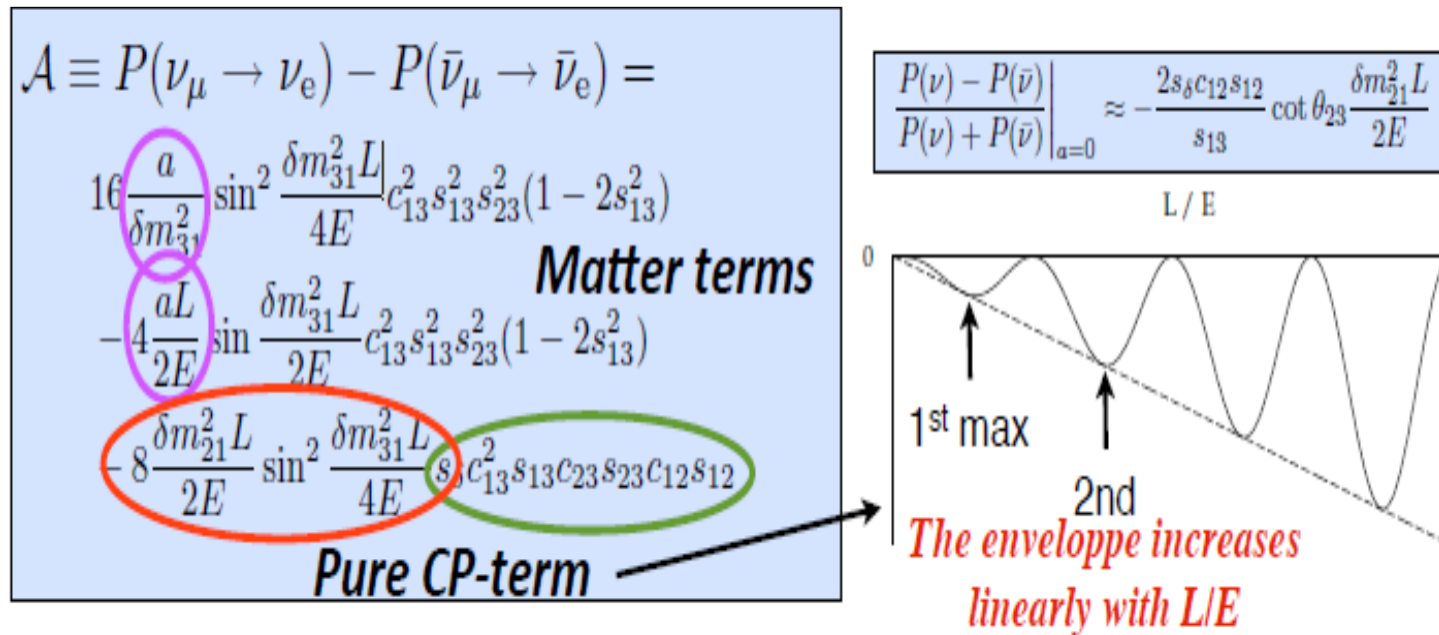 𝒜 ≡ P(ν_μ → ν_e) − P(ν̄_μ → ν̄_e) =
16 a/δm²₃₁ sin² δm²₃₁L/4E c²₁₃s²₁₃s²₂₃(1 − 2s²₁₃)
Matter terms
−4 aL/2E sin δm²₃₁L/2E c²₁₃s²₁₃s²₂₃(1 − 2s²₁₃)
−8 δm²₂₁L/2E sin² δm²₃₁L/4E s_δc²₁₃s₁₃c₂₃s₂₃c₁₂s₁₂
Pure CP-term
P(ν) − P(ν̄)/P(ν) + P(ν̄)|ₐ₌₀ ≈ − 2s_δc₁₂s₁₂/s₁₃ cot θ₂₃ δm²₂₁L/2E
L / E
0
1st max
2nd
The enveloppe increases
linearly with L/E